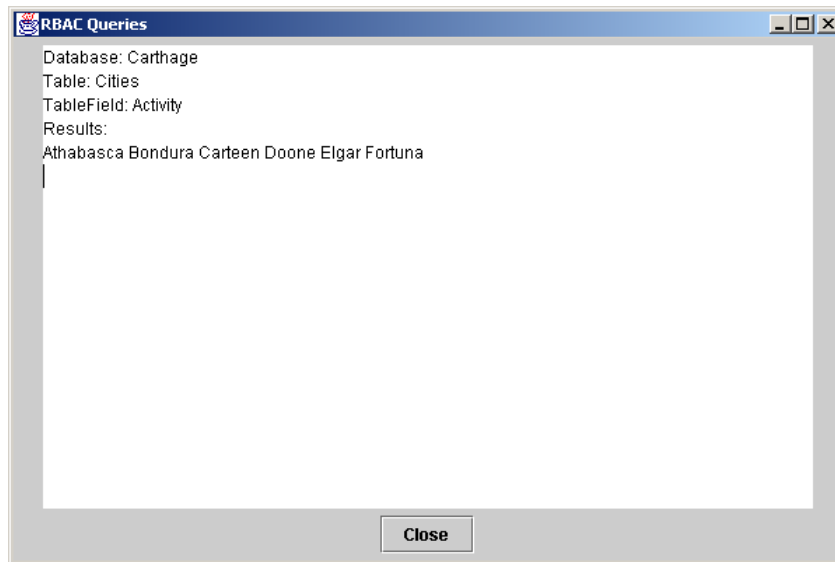 RBAC Queries
Database: Carthage
Table: Cities
TableField: Activity
Results:
Athabasca Bondura Carteen Doone Elgar Fortuna
Close